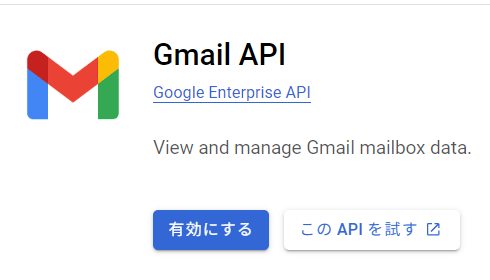 Gmail API
Google Enterprise API
View and manage Gmail mailbox data.
有効にする
この API を試す